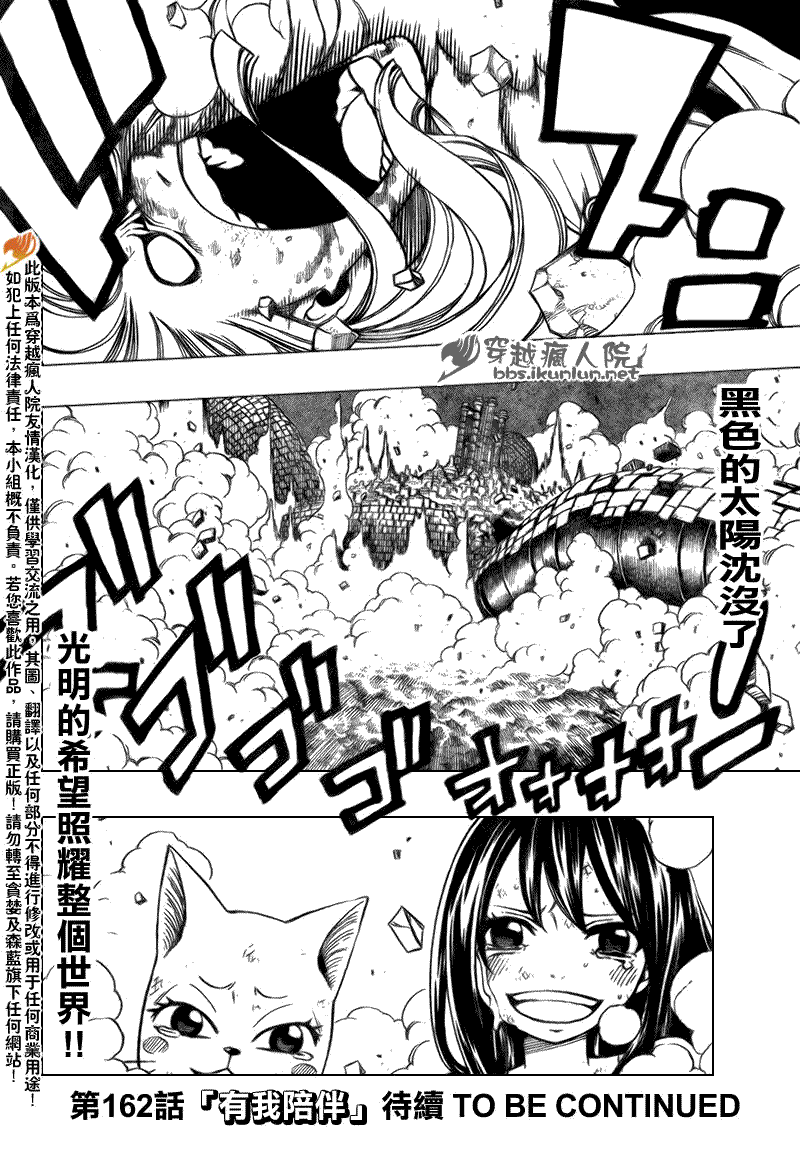 穿越瘋人院
bbs.ikunlun.net
黑色的太陽沈沒了
光明的希望照耀整個世界!!
此版本爲穿越瘋人院友情漢化，僅供學習交流之用。其圖、翻譯以及任何部分不得進行修改或用于任何商業用途！
如犯上任何法律責任，本小組概不負責。若您喜歡此作品，請購買正版！請勿轉至貪婪及森藍旗下任何網站！
ゴゴゴゴ
オオオオ
第162話「有我陪伴」待續 TO BE CONTINUED